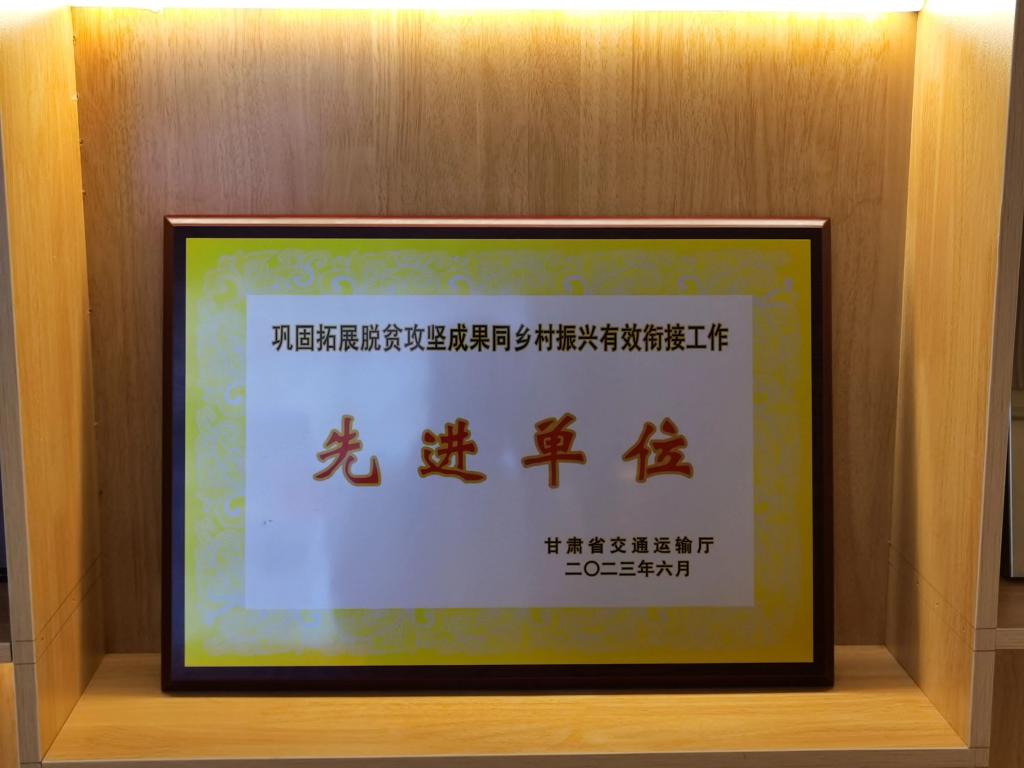 巩固拓展脱贫攻坚成果同乡村振兴有效衔接工作
先进单位
甘肃省交通运输厅
二〇二三年六月